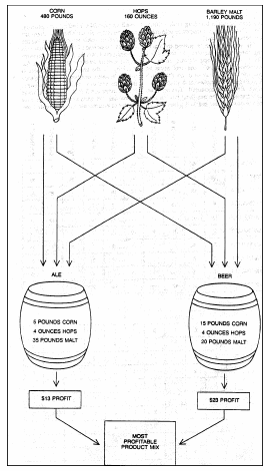 CORN
480 POUNDS
HOPS
160 OUNCES
BARLEY MALT
1,190 POUNDS
ALE
5 POUNDS CORN
4 OUNCES HOPS
35 POUNDS MALT
BEER
15 POUNDS CORN
4 OUNCES HOPS
20 POUNDS MALT
$13 PROFIT
$23 PROFIT
MOST
PROFITABLE
PRODUCT MIX